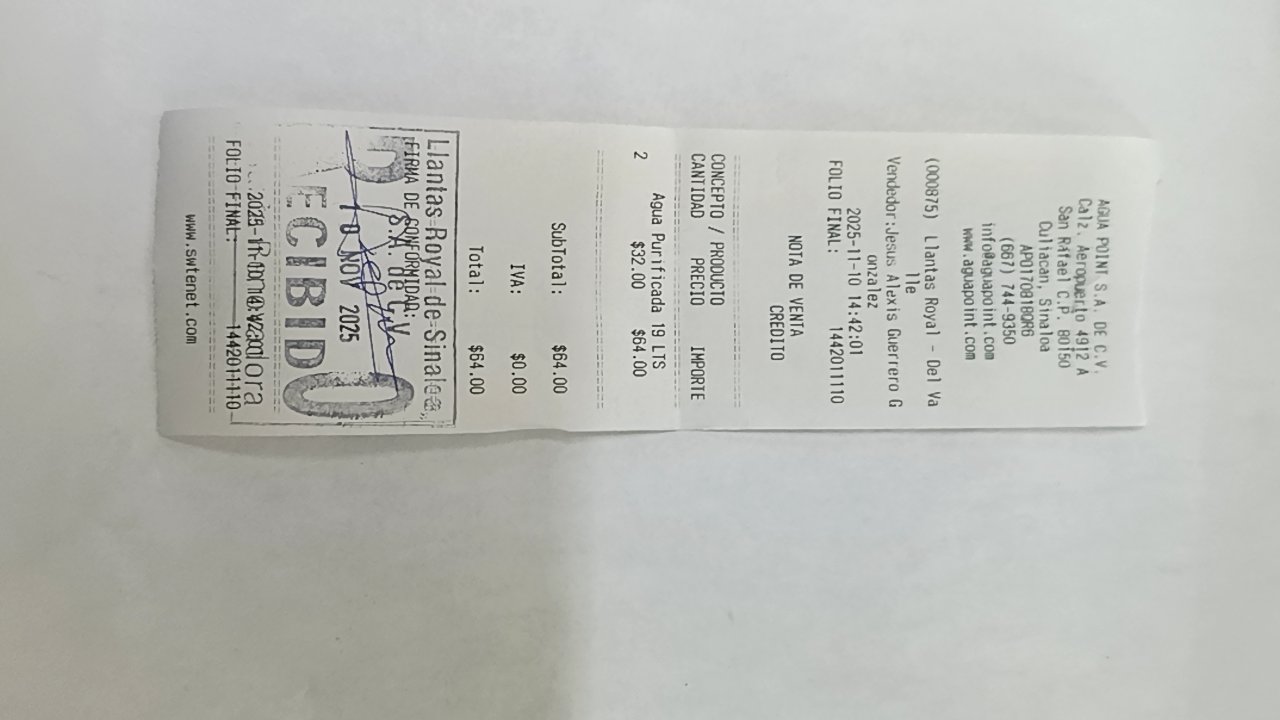 AGUA POINT S.A. DE C.V.
Calz. Aeropuerto 4912 A
San Rafael C.P. 80150
Culiacan, Sinaloa
APO170818QR6
(667) 744-9350
info@aguapoint.com
www.aguapoint.com
(000875) Llantas Royal - Del Va
lle
Vendedor:Jesus Alexis Guerrero G
onzalez
2025-11-10 14:42:01
FOLIO FINAL: 1442011110
NOTA DE VENTA
CREDITO
CONCEPTO / PRODUCTO
CANTIDAD PRECIO IMPORTE
Agua Purificada 19 LTS
2 $32.00 $64.00
SubTotal: $64.00
IVA: $0.00
Total: $64.00
Llantas Royal de Sinaloa,
FIRMA DE CONFORMIDAD:
S.A. de C.V.
10 NOV 2025
RECIBIDO
FOLIO FINAL: 1442011110
www.swtenet.com